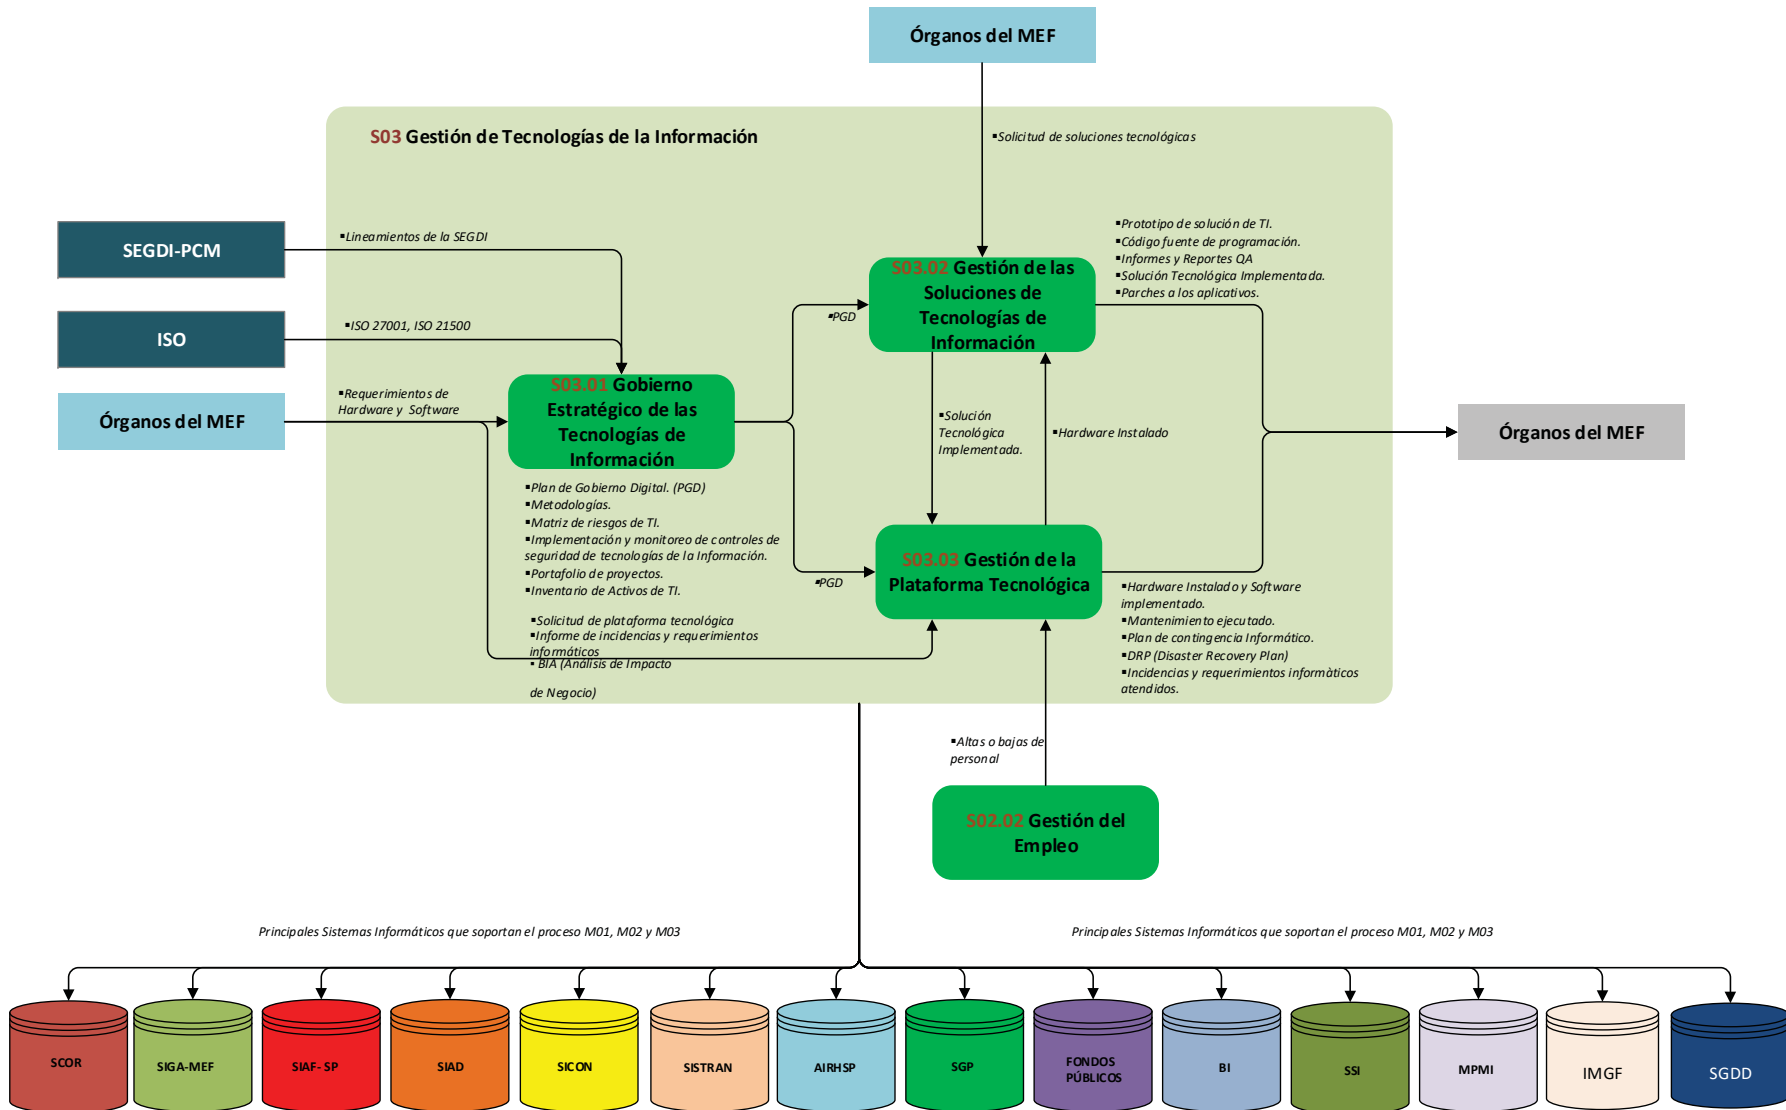 Órganos del MEF
S03 Gestión de Tecnologías de la Información
▪Solicitud de soluciones tecnológicas
SEGDI-PCM
▪Lineamientos de la SEGDI
ISO
▪ISO 27001, ISO 21500
Órganos del MEF
▪Requerimientos de
Hardware y Software
S03.01 Gobierno
Estratégico de las
Tecnologías de
Información
▪Plan de Gobierno Digital. (PGD)
▪Metodologías.
▪Matriz de riesgos de TI.
▪Implementación y monitoreo de controles de
seguridad de tecnologías de la Información.
▪Portafolio de proyectos.
▪Inventario de Activos de TI.
▪Solicitud de plataforma tecnológica
▪Informe de incidencias y requerimientos
informáticos
▪ BIA (Análisis de Impacto
de Negocio)
▪PGD
▪PGD
S03.02 Gestión de las
Soluciones de
Tecnologías de
Información
▪Prototipo de solución de TI.
▪Código fuente de programación.
▪Informes y Reportes QA
▪Solución Tecnológica Implementada.
▪Parches a los aplicativos.
▪Solución
Tecnológica
Implementada.
▪Hardware Instalado
Órganos del MEF
S03.03 Gestión de la
Plataforma Tecnológica
▪Hardware Instalado y Software
implementado.
▪Mantenimiento ejecutado.
▪Plan de contingencia Informático.
▪DRP (Disaster Recovery Plan)
▪Incidencias y requerimientos informàticos
atendidos.
▪Altas o bajas de
personal
S02.02 Gestión del
Empleo
Principales Sistemas Informáticos que soportan el proceso M01, M02 y M03
Principales Sistemas Informáticos que soportan el proceso M01, M02 y M03
SCOR
SIGA-MEF
SIAF- SP
SIAD
SICON
SISTRAN
AIRHSP
SGP
FONDOS
PÚBLICOS
BI
SSI
MPMI
IMGF
SGDD